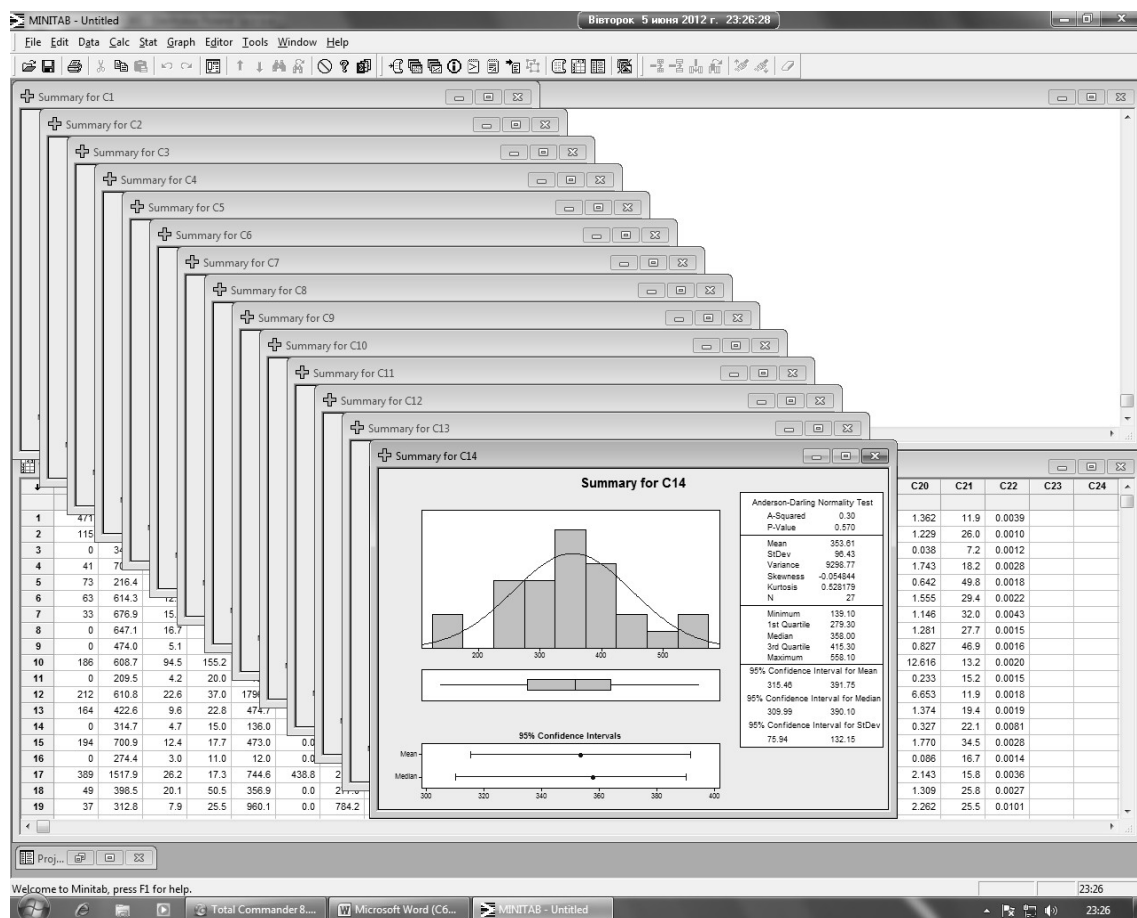 MINITAB - Untitled
Вівторок 5 июня 2012 г. 23:26:28
File Edit Data Calc Stat Graph Editor Tools Window Help
Summary for C1
Summary for C2
Summary for C3
Summary for C4
Summary for C5
Summary for C6
Summary for C7
Summary for C8
Summary for C9
Summary for C10
Summary for C11
Summary for C12
Summary for C13
Summary for C14
Summary for C14
Anderson-Darling Normality Test
A-Squared 0.30
P-Value 0.570
Mean 353.61
StDev 96.43
Variance 9298.77
Skewness -0.054844
Kurtosis 0.528179
N 27
Minimum 139.10
1st Quartile 279.30
Median 358.00
3rd Quartile 415.30
Maximum 558.10
95% Confidence Interval for Mean
315.46 391.75
95% Confidence Interval for Median
309.99 390.10
95% Confidence Interval for StDev
75.94 132.15
200 300 400 500
95% Confidence Intervals
Mean
Median
300 320 340 360 380 400
C20 C21 C22 C23 C24
1 471 1.362 11.9 0.0039
2 115 1.229 26.0 0.0010
3 0 0.038 7.2 0.0012
4 41 1.743 18.2 0.0028
5 73 216.4 0.642 49.8 0.0018
6 63 614.3 1.555 29.4 0.0022
7 33 676.9 15. 1.146 32.0 0.0043
8 0 647.1 16.7 1.281 27.7 0.0015
9 0 474.0 5.1 0.827 46.9 0.0016
10 186 608.7 94.5 155.2 12.616 13.2 0.0020
11 0 209.5 4.2 20.0 0.233 15.2 0.0015
12 212 610.8 22.6 37.0 1796 6.653 11.9 0.0018
13 164 422.6 9.6 22.8 474.7 1.374 19.4 0.0019
14 0 314.7 4.7 15.0 136.0 0.327 22.1 0.0081
15 194 700.9 12.4 17.7 473.0 0.0 1.770 34.5 0.0028
16 0 274.4 3.0 11.0 12.0 0.0 0.086 16.7 0.0014
17 389 1517.9 26.2 17.3 744.6 438.8 2 2.143 15.8 0.0036
18 49 398.5 20.1 50.5 356.9 0.0 1.309 25.8 0.0027
19 37 312.8 7.9 25.5 960.1 0.0 784.2 2.262 25.5 0.0101
Proj...
Welcome to Minitab, press F1 for help.
23:26
Total Commander 8....
Microsoft Word (C6...
MINITAB - Untitled
23:26